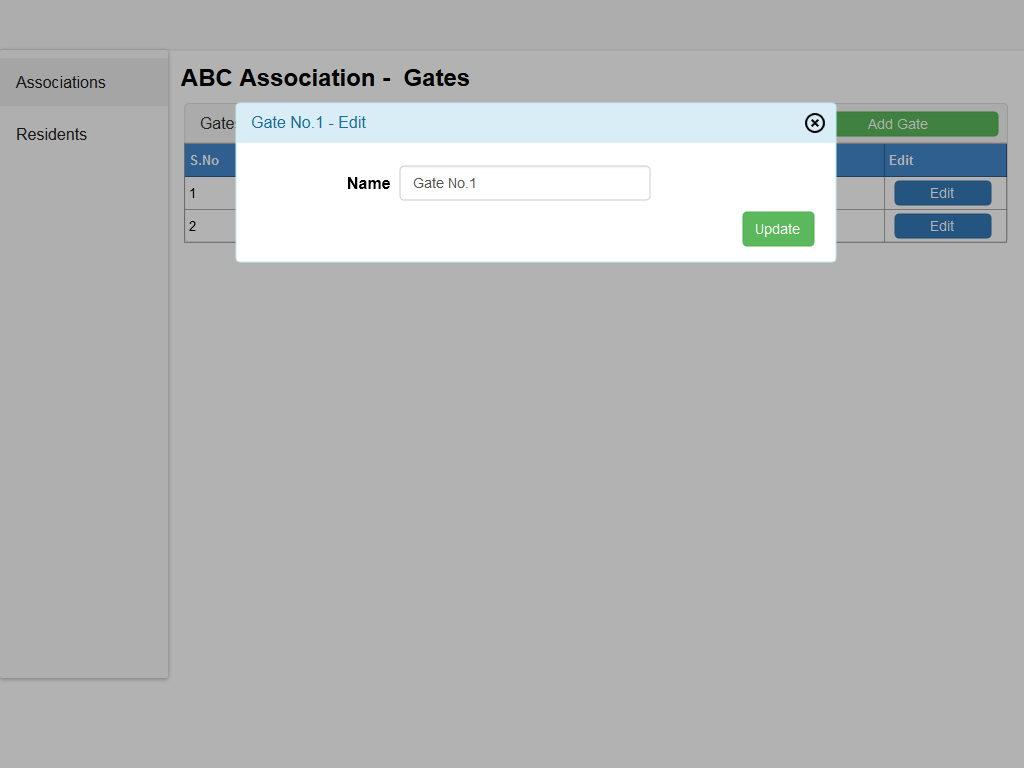 Associations
Residents
ABC Association -  Gates
Gates
Add Gate
Gate No.1 - Edit
S.No
Edit
Name
Gate No.1
1
Edit
2
Edit
Update